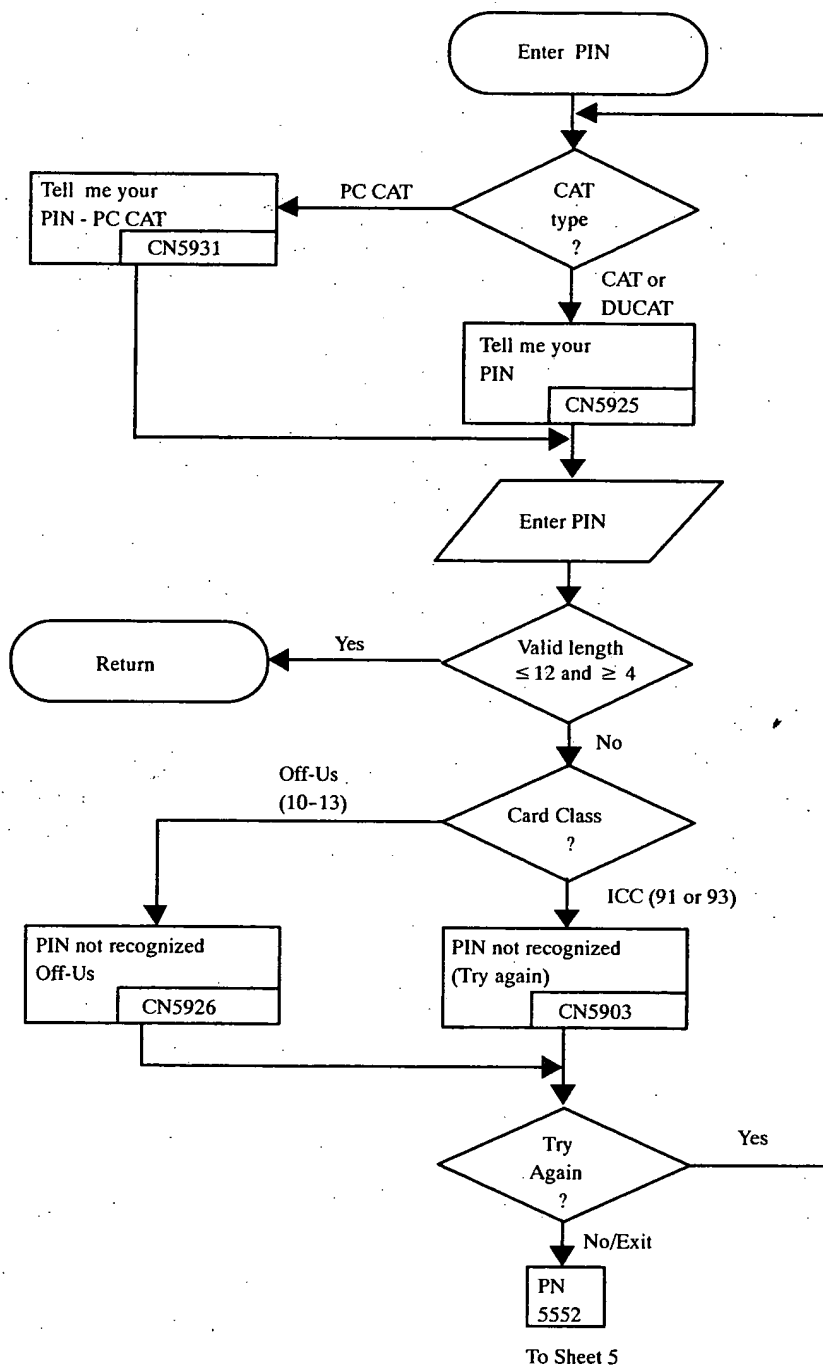 Enter PIN
CAT
type
?
PC CAT
Tell me your
PIN - PC CAT
CN5931
CAT or
DUCAT
Tell me your
PIN
CN5925
Enter PIN
Valid length
≤ 12 and ≥ 4
Yes
Return
No
Card Class
?
Off-Us
(10-13)
ICC (91 or 93)
PIN not recognized
Off-Us
CN5926
PIN not recognized
(Try again)
CN5903
Try
Again
?
Yes
No/Exit
PN
5552
To Sheet 5